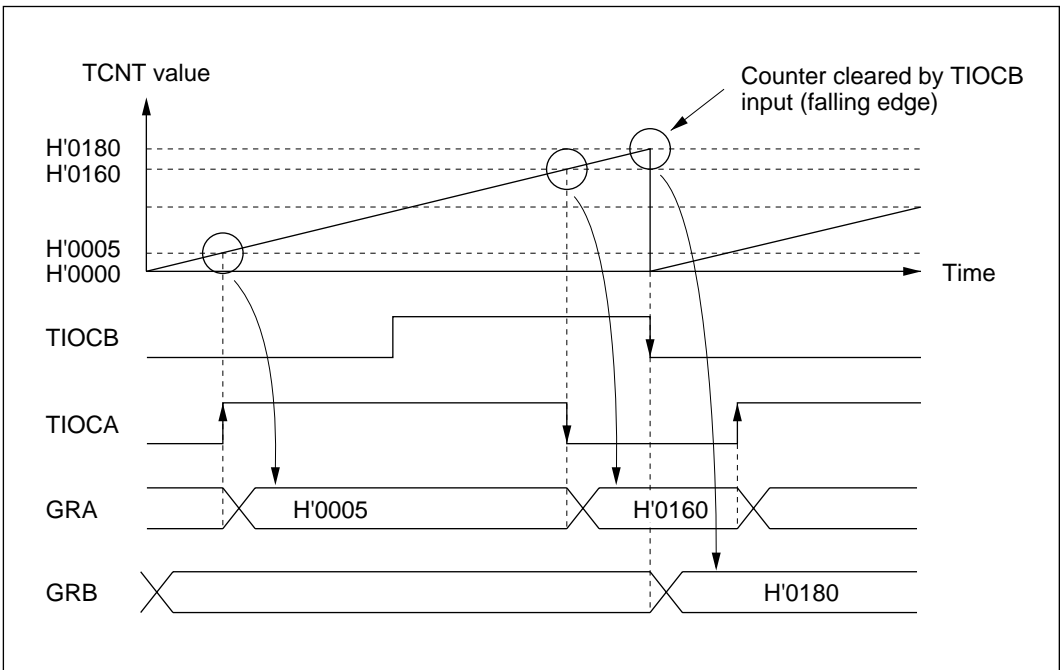 TCNT value
Counter cleared by TIOCB
input (falling edge)
H'0180
H'0160
H'0005
H'0000
Time
TIOCB
TIOCA
GRA
H'0005
H'0160
GRB
H'0180